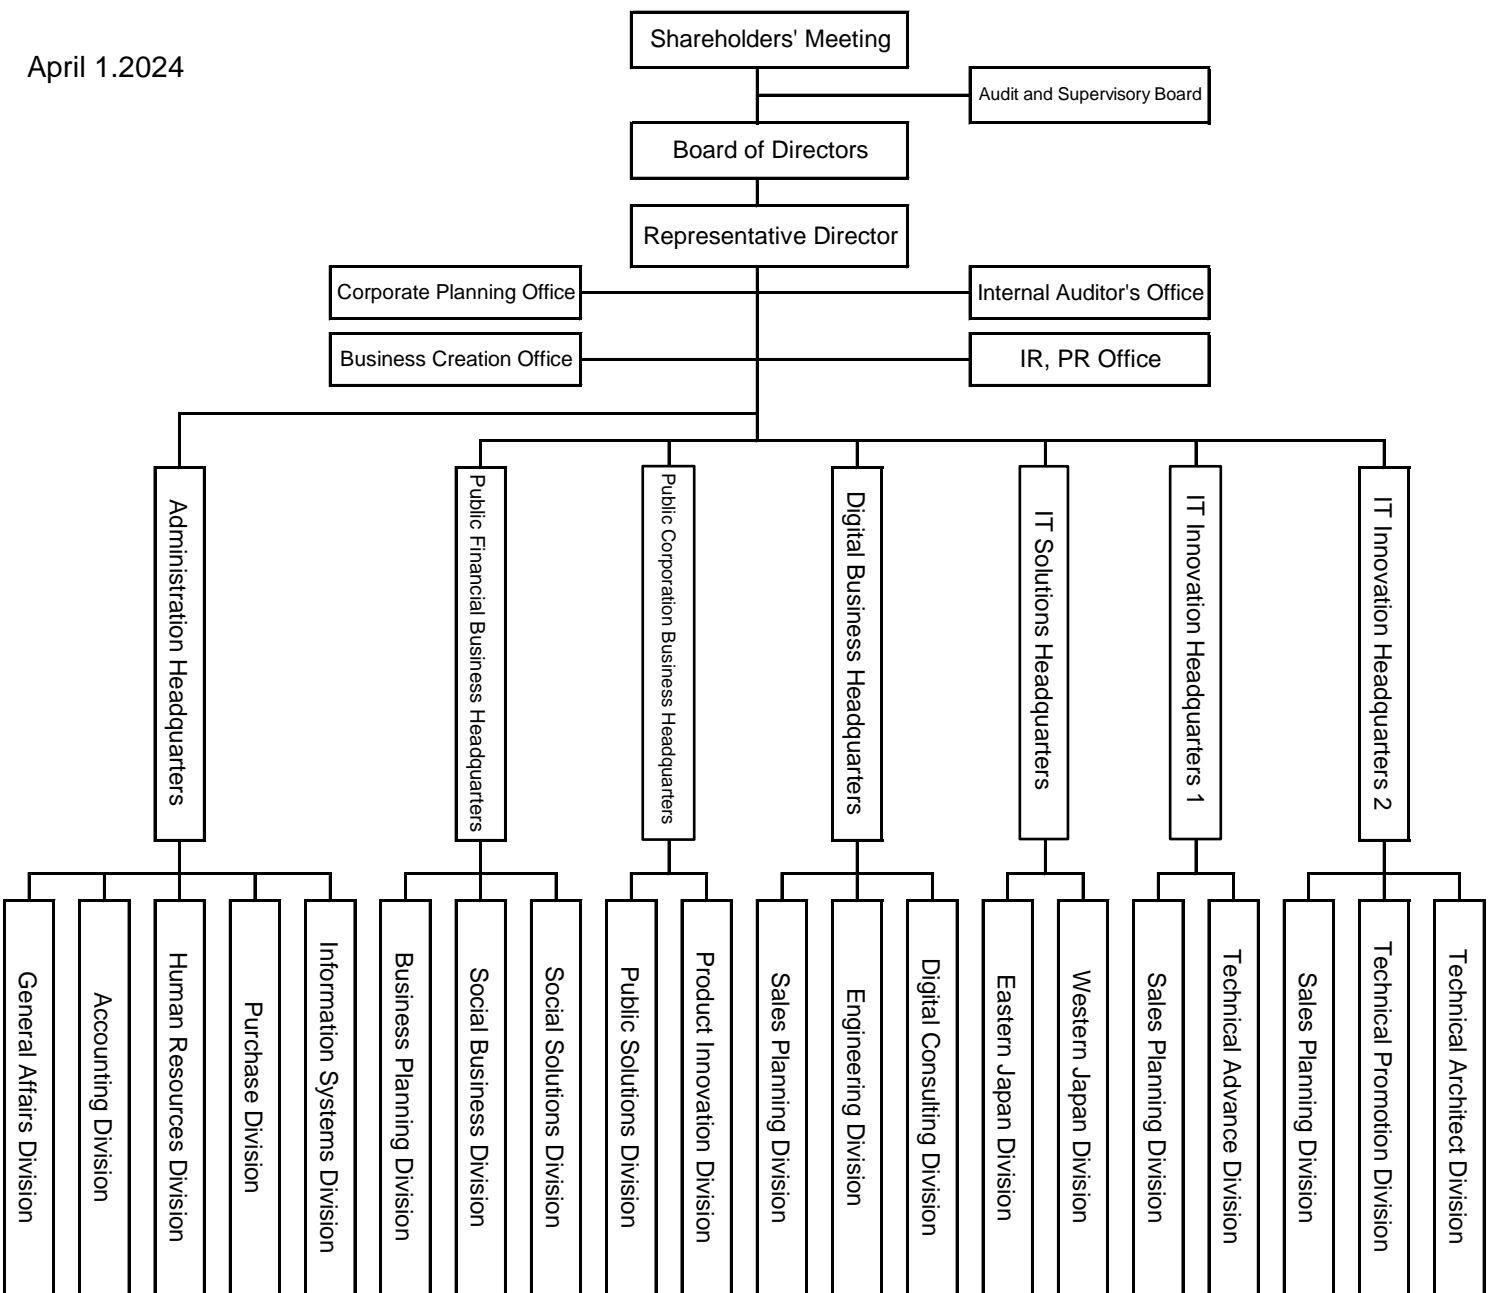 April 1.2024
Shareholders' Meeting
Audit and Supervisory Board
Board of Directors
Representative Director
Corporate Planning Office
Internal Auditor's Office
Business Creation Office
IR, PR Office
Administration Headquarters
Public Financial Business Headquarters
Public Corporation Business Headquarters
Digital Business Headquarters
IT Solutions Headquarters
IT Innovation Headquarters 1
IT Innovation Headquarters 2
General Affairs Division
Accounting Division
Human Resources Division
Purchase Division
Information Systems Division
Business Planning Division
Social Business Division
Social Solutions Division
Public Solutions Division
Product Innovation Division
Sales Planning Division
Engineering Division
Digital Consulting Division
Eastern Japan Division
Western Japan Division
Sales Planning Division
Technical Advance Division
Sales Planning Division
Technical Promotion Division
Technical Architect Division